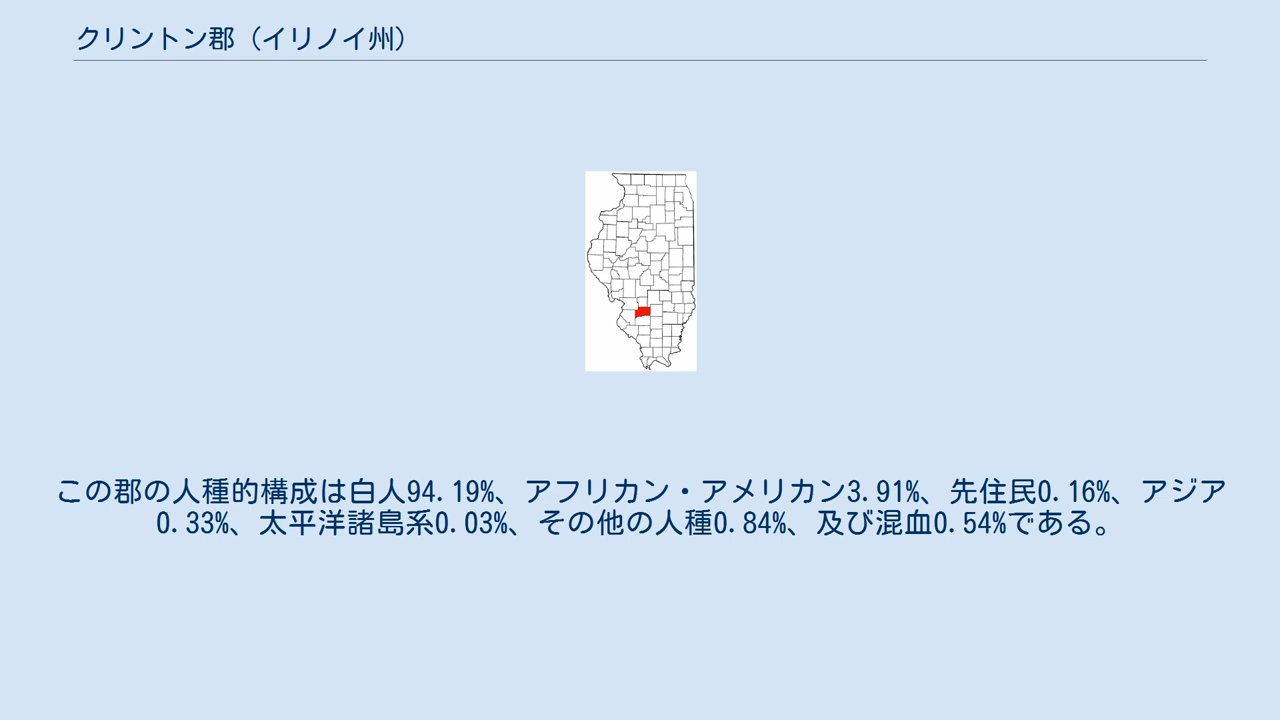 クリントン郡（イリノイ州）
この郡の人種的構成は白人94.19%、アフリカン・アメリカン3.91%、先住民0.16%、アジア
0.33%、太平洋諸島系0.03%、その他の人種0.84%、及び混血0.54%である。